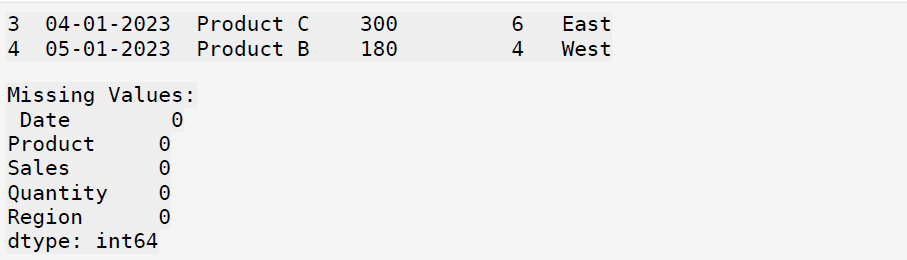 3  04-01-2023  Product C    300         6   East
4  05-01-2023  Product B    180         4   West
Missing Values:
 Date        0
Product     0
Sales       0
Quantity    0
Region      0
dtype: int64